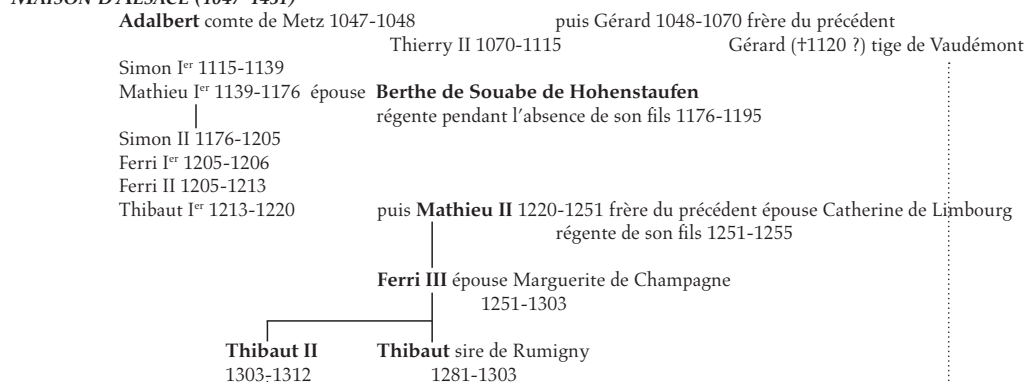 MAISON D'ALSACE (1047-1431)
Adalbert comte de Metz 1047-1048 puis Gérard 1048-1070 frère du précédent
Thierry II 1070-1115 Gérard (†1120 ?) tige de Vaudémont
Simon Ier 1115-1139
Mathieu Ier 1139-1176 épouse Berthe de Souabe de Hohenstaufen
régente pendant l'absence de son fils 1176-1195
Simon II 1176-1205
Ferri Ier 1205-1206
Ferri II 1205-1213
Thibaut Ier 1213-1220 puis Mathieu II 1220-1251 frère du précédent épouse Catherine de Limbourg
régente de son fils 1251-1255
Ferri III épouse Marguerite de Champagne
1251-1303
Thibaut II Thibaut sire de Rumigny
1303-1312 1281-1303